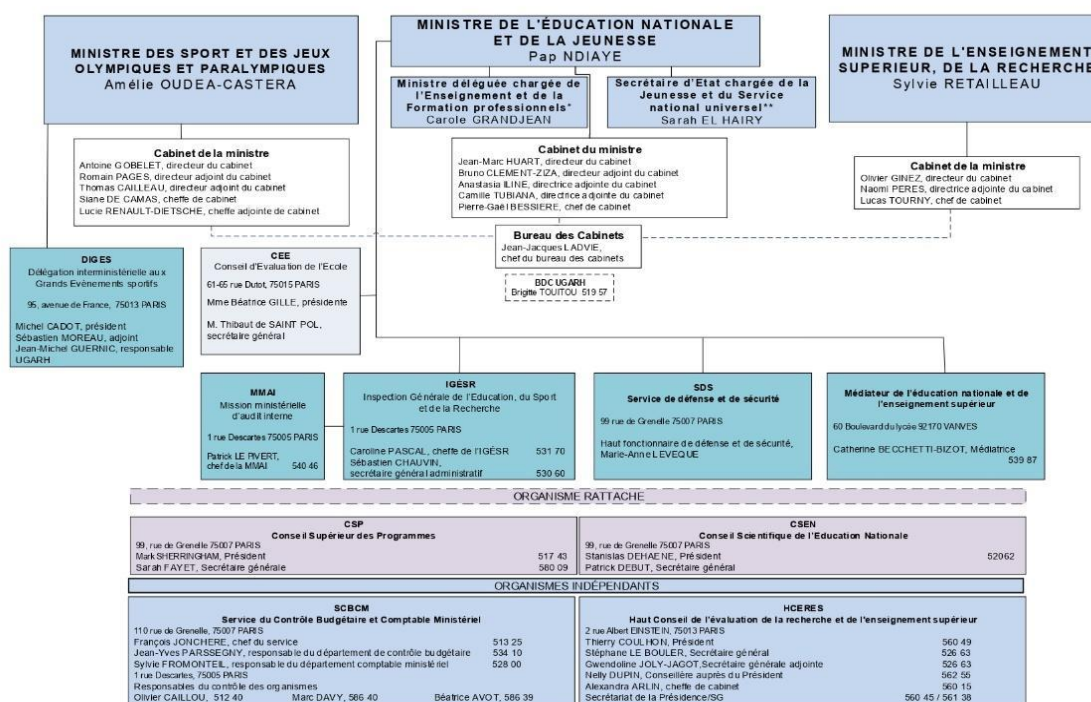 MINISTRE DES SPORT ET DES JEUX
OLYMPIQUES ET PARALYMPIQUES
Amélie OUDEA-CASTERA
MINISTRE DE L'ÉDUCATION NATIONALE
ET DE LA JEUNESSE
Pap NDIAYE
Ministre déléguée chargée de
l'Enseignement et de la
Formation professionnels*
Carole GRANDJEAN
Secrétaire d'Etat chargée de la
Jeunesse et du Service
national universel**
Sarah EL HAIRY
MINISTRE DE L'ENSEIGNEMENT
SUPERIEUR, DE LA RECHERCHE
Sylvie RETAILLEAU
Cabinet de la ministre
Antoine GOBELET, directeur du cabinet
Romain PAGES, directeur adjoint du cabinet
Thomas CAILLEAU, directeur adjoint du cabinet
Siane DE CAMAS, cheffe de cabinet
Lucie RENAULT-DIETSCHE, cheffe adjointe de cabinet
Cabinet du ministre
Jean-Marc HUART, directeur du cabinet
Bruno CLEMENT-ZIZA, directeur adjoint du cabinet
Anastasia ILINE, directrice adjointe du cabinet
Camille TUBIANA, directrice adjointe du cabinet
Pierre-Gaël BESSIERE, chef de cabinet
Cabinet de la ministre
Olivier GINEZ, directeur du cabinet
Naomi PERES, directrice adjointe du cabinet
Lucas TOURNY, chef de cabinet
Bureau des Cabinets
Jean-Jacques LADVIE,
chef du bureau des cabinets
BDC UGARH
Brigitte TOUITOU 519 57
DIGES
Délégation interministérielle aux
Grands Evénements sportifs
95, avenue de France, 75013 PARIS
Michel CADOT, président
Sébastien MOREAU, adjoint
Jean-Michel GUERNIC, responsable
UGARH
CEE
Conseil d'Evaluation de l'Ecole
61-65 rue Dutot, 75015 PARIS
Mme Béatrice GILLE, présidente
M. Thibaut de SAINT POL,
secrétaire général
MMAI
Mission ministérielle
d'audit interne
1 rue Descartes 75005 PARIS
Patrick LE PIVERT,
chef de la MMAI 540 46
IGÉSR
Inspection Générale de l'Education, du Sport
et de la Recherche
1 rue Descartes 75005 PARIS
Caroline PASCAL, cheffe de l'IGÉSR 531 70
Sébastien CHAUVIN,
secrétaire général administratif 530 60
SDS
Service de défense et de sécurité
99 rue de Grenelle 75007 PARIS
Haut fonctionnaire de défense et de sécurité,
Marie-Anne LEVEQUE
Médiateur de l'éducation nationale et de
l'enseignement supérieur
60 Boulevard du lycée 92170 VANVES
Catherine BECCHETTI-BIZOT, Médiatrice
539 87
ORGANISME RATTACHE
CSP
Conseil Supérieur des Programmes
99, rue de Grenelle 75007 PARIS
Mark SHERRINGHAM, Président 517 43
Sarah FAYET, Secrétaire générale 580 09
CSEN
Conseil Scientifique de l'Education Nationale
99, rue de Grenelle 75007 PARIS
Stanislas DEHAENE, Président 52062
Patrick DEBUT, Secrétaire général
ORGANISMES INDÉPENDANTS
SCBCM
Service du Contrôle Budgétaire et Comptable Ministériel
110 rue de Grenelle, 75007 PARIS
François JONCHERE, chef du service 513 25
Jean-Yves PARSSEGNY, responsable du département de contrôle budgétaire 534 10
Sylvie FROMONTEIL, responsable du département comptable ministériel 528 00
1 rue Descartes, 75005 PARIS
Responsables du contrôle des organismes
Olivier CAILLOU, 512 40 Marc DAVY, 586 40 Béatrice AVOT, 586 39
HCERES
Haut Conseil de l'évaluation de la recherche et de l'enseignement supérieur
2 rue Albert EINSTEIN, 75013 PARIS
Thierry COULHON, Président 560 49
Stéphane LE BOULER, Secrétaire général 526 63
Gwendoline JOLY-JAGOT, Secrétaire générale adjointe 526 63
Nelly DUPIN, Conseillère auprès du Président 562 55
Alexandra ARLIN, cheffe de cabinet 560 15
Secrétariat de la Présidence/SG 560 45 / 561 38